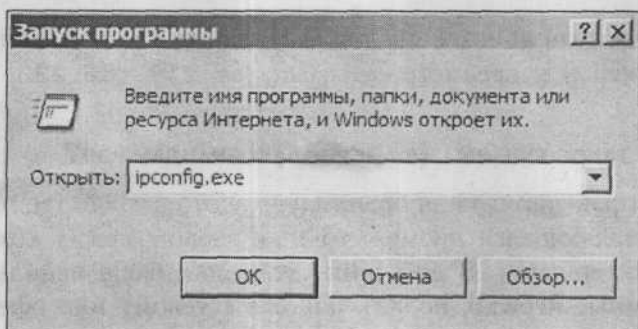 Запуск программы
Введите имя программы, папки, документа или
ресурса Интернета, и Windows откроет их.
Открыть: ipconfig.exe
OK
Отмена
Обзор...